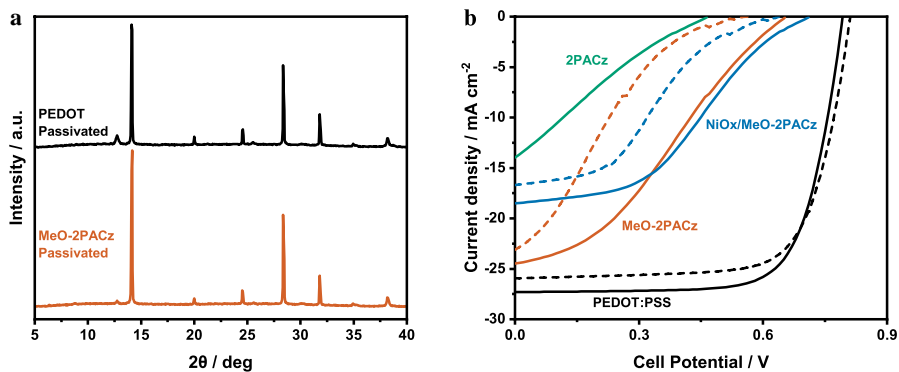 a
PEDOT
Passivated
MeO-2PACz
Passivated
Intensity / a.u.
5 10 15 20 25 30 35 40
2θ / deg
b
0
-5
-10
-15
-20
-25
-30
2PACz
NiOx/MeO-2PACz
MeO-2PACz
PEDOT:PSS
Current density / mA cm-2
0.0 0.3 0.6 0.9
Cell Potential / V